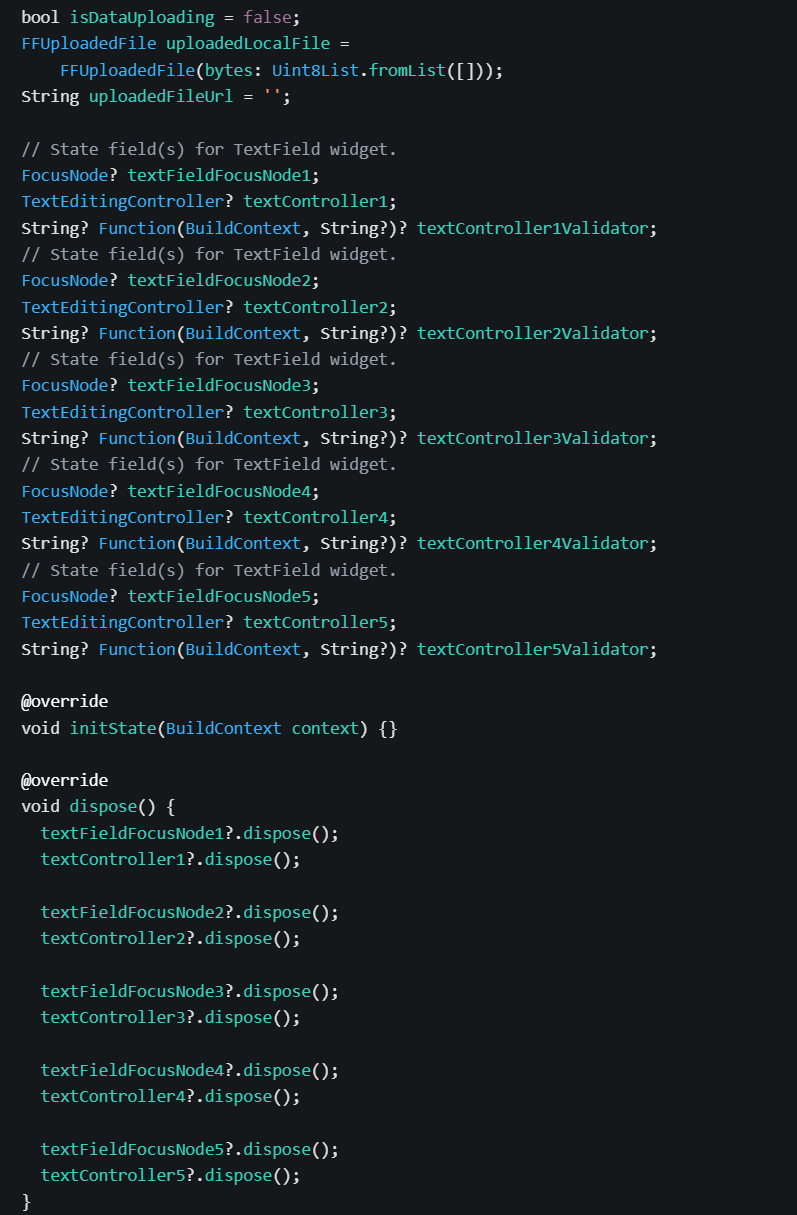 bool isDataUploading = false;
FFUploadedFile uploadedLocalFile =
    FFUploadedFile(bytes: Uint8List.fromList([]));
String uploadedFileUrl = '';

// State field(s) for TextField widget.
FocusNode? textFieldFocusNode1;
TextEditingController? textController1;
String? Function(BuildContext, String?)? textController1Validator;
// State field(s) for TextField widget.
FocusNode? textFieldFocusNode2;
TextEditingController? textController2;
String? Function(BuildContext, String?)? textController2Validator;
// State field(s) for TextField widget.
FocusNode? textFieldFocusNode3;
TextEditingController? textController3;
String? Function(BuildContext, String?)? textController3Validator;
// State field(s) for TextField widget.
FocusNode? textFieldFocusNode4;
TextEditingController? textController4;
String? Function(BuildContext, String?)? textController4Validator;
// State field(s) for TextField widget.
FocusNode? textFieldFocusNode5;
TextEditingController? textController5;
String? Function(BuildContext, String?)? textController5Validator;

@override
void initState(BuildContext context) {}

@override
void dispose() {
  textFieldFocusNode1?.dispose();
  textController1?.dispose();

  textFieldFocusNode2?.dispose();
  textController2?.dispose();

  textFieldFocusNode3?.dispose();
  textController3?.dispose();

  textFieldFocusNode4?.dispose();
  textController4?.dispose();

  textFieldFocusNode5?.dispose();
  textController5?.dispose();
}